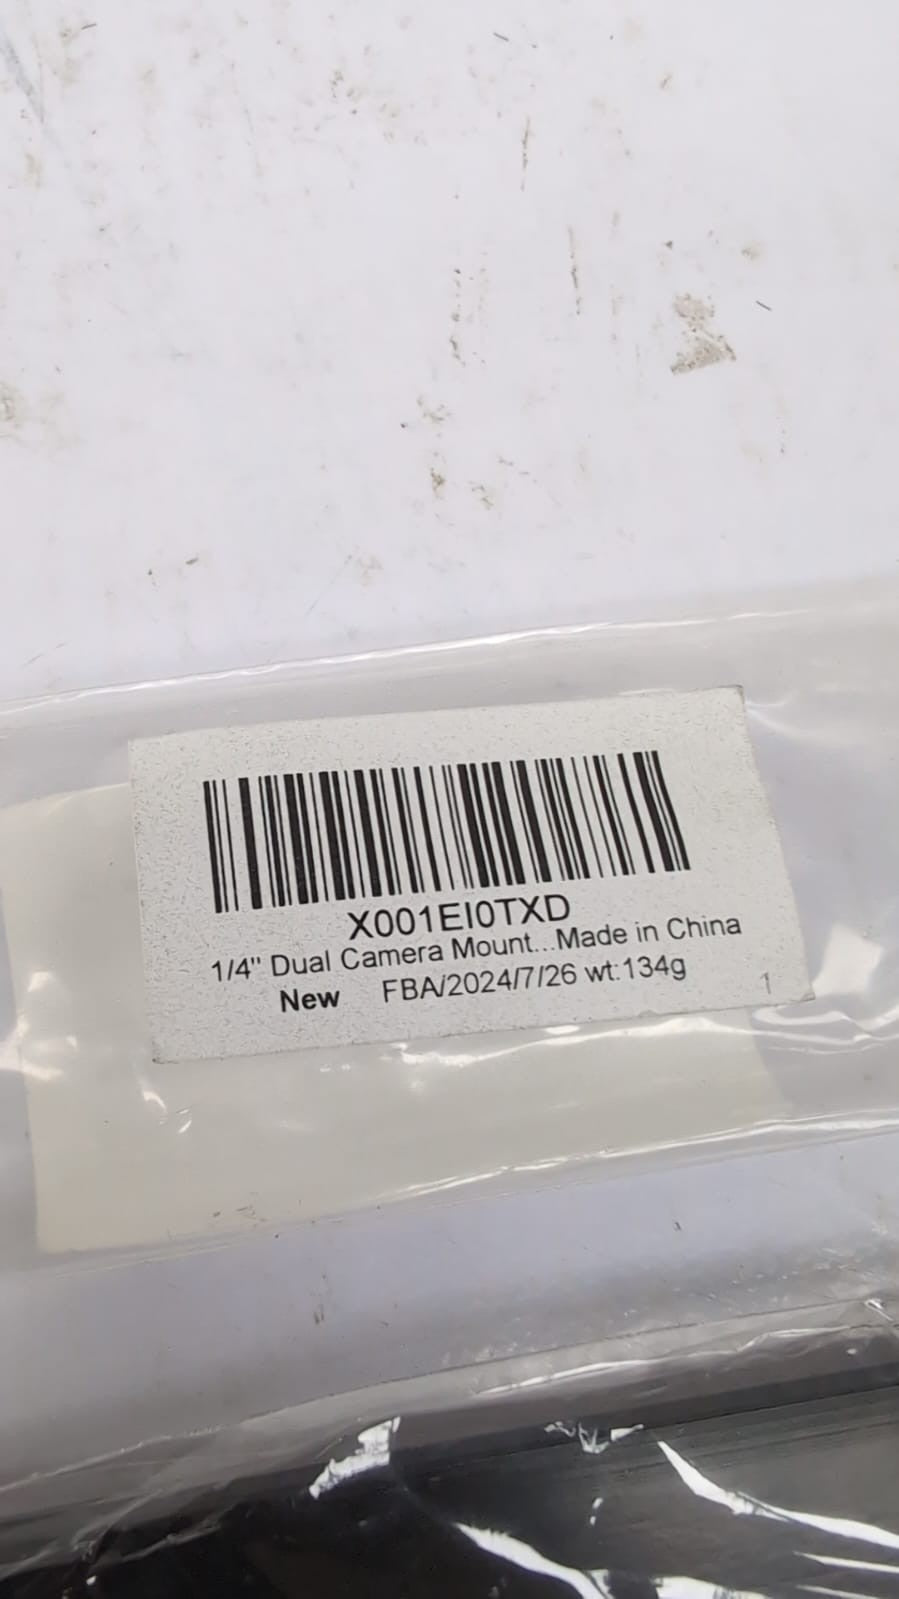 X001EI0TXD
1/4" Dual Camera Mount...Made in China
New FBA/2024/7/26 wt:134g
1